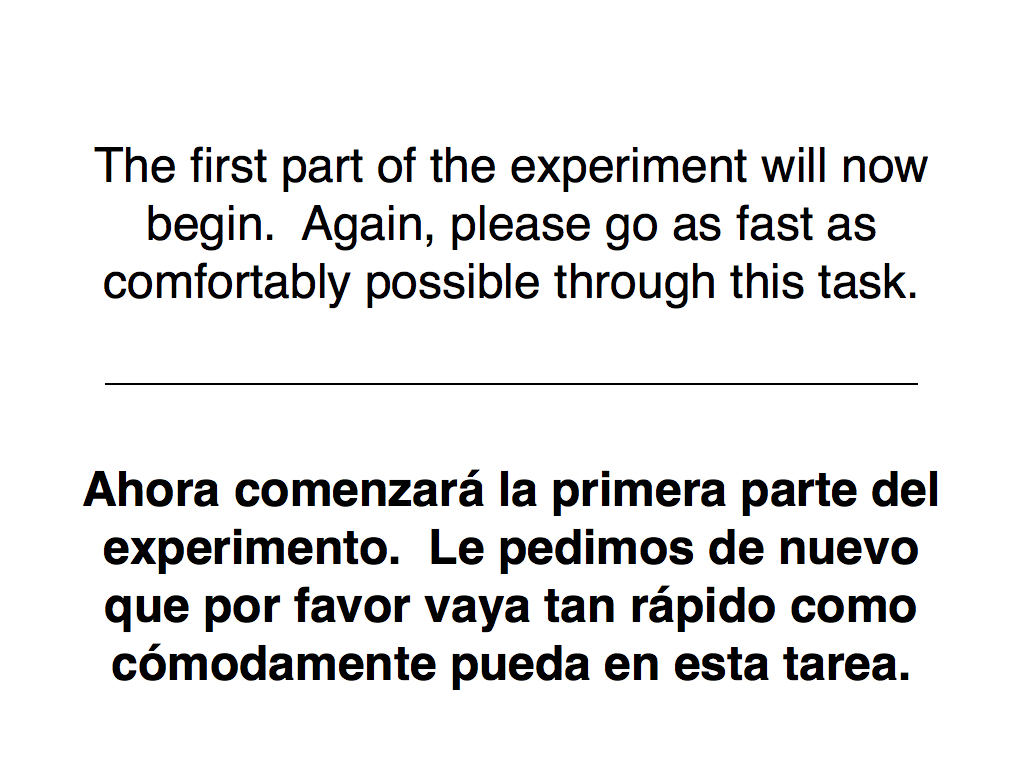 The first part of the experiment will now
begin.  Again, please go as fast as
comfortably possible through this task.
Ahora comenzará la primera parte del
experimento.  Le pedimos de nuevo
que por favor vaya tan rápido como
cómodamente pueda en esta tarea.